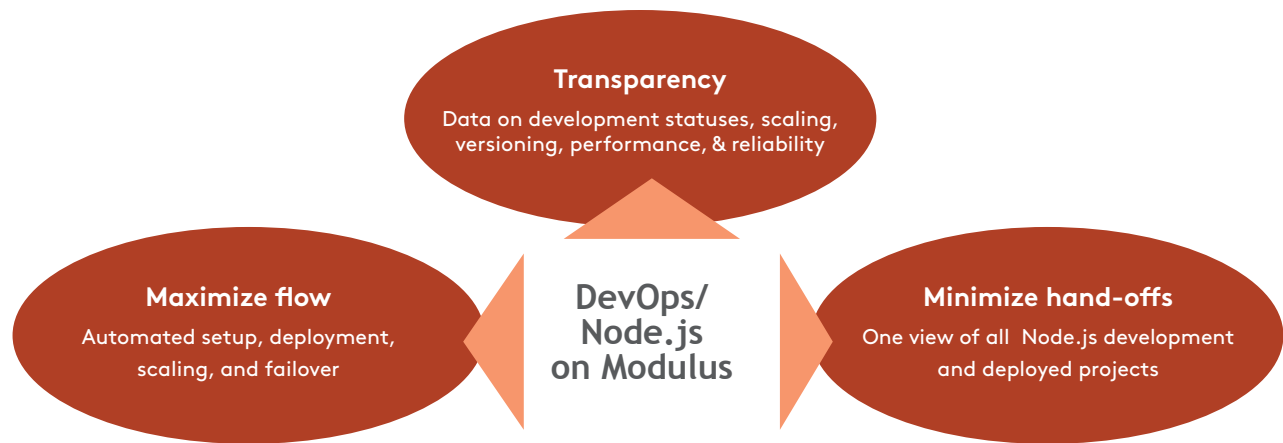 Transparency
Data on development statuses, scaling,
versioning, performance, & reliability
Maximize flow
Automated setup, deployment,
scaling, and failover
DevOps/
Node.js
on Modulus
Minimize hand-offs
One view of all Node.js development
and deployed projects